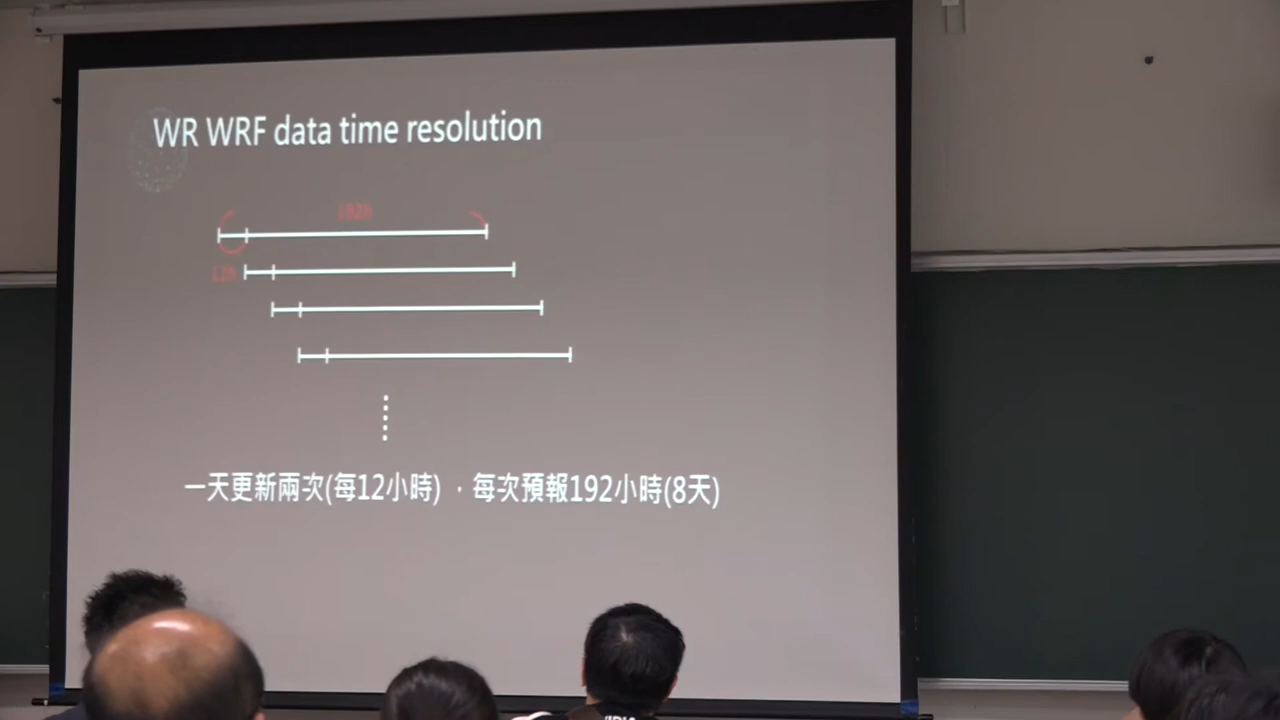 WR WRF data time resolution
192h
12h
一天更新兩次(每12小時) ，每次預報192小時(8天)